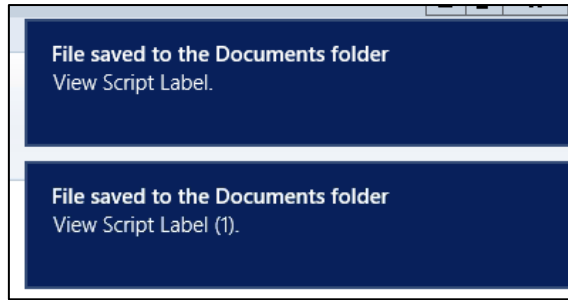 File saved to the Documents folder
View Script Label.
File saved to the Documents folder
View Script Label (1).